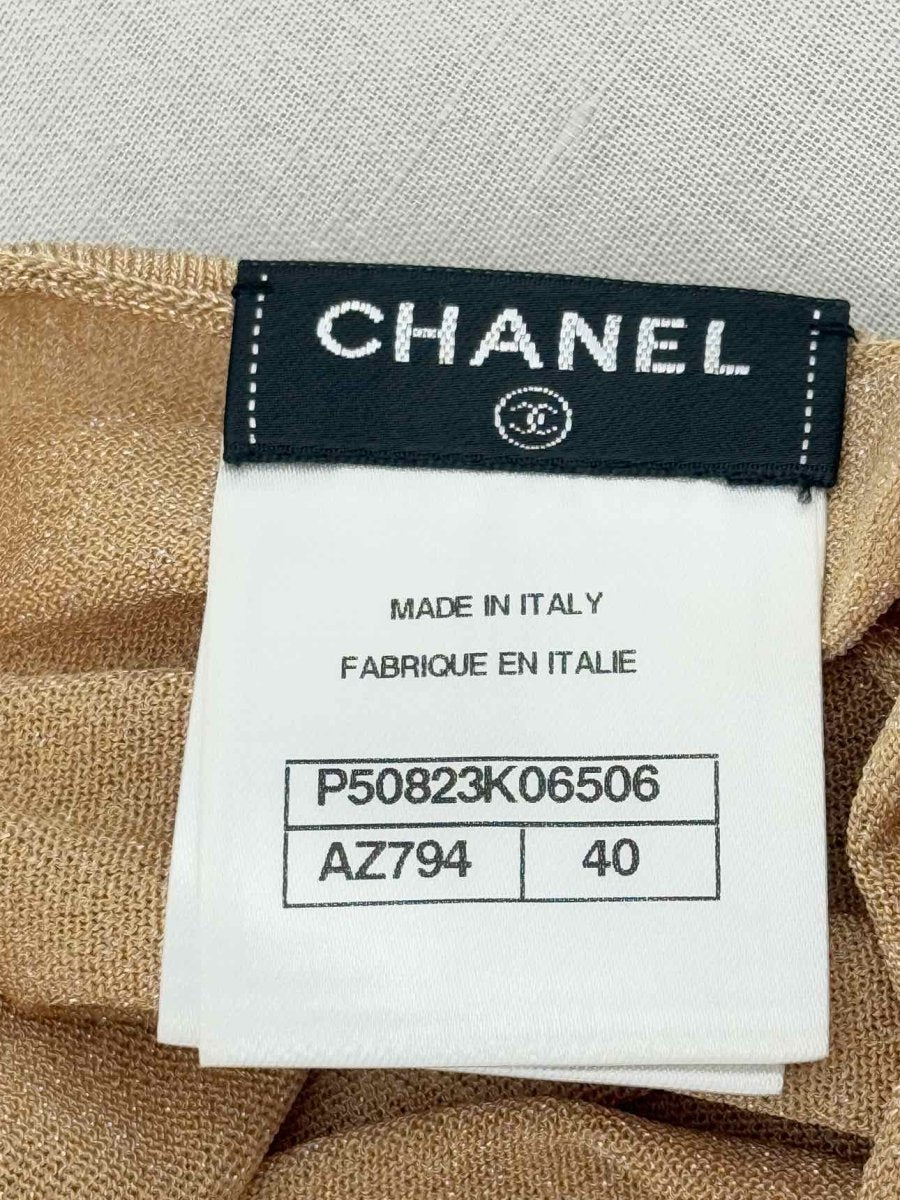 CHANEL
MADE IN ITALY
FABRIQUE EN ITALIE
P50823K06506
AZ794 40